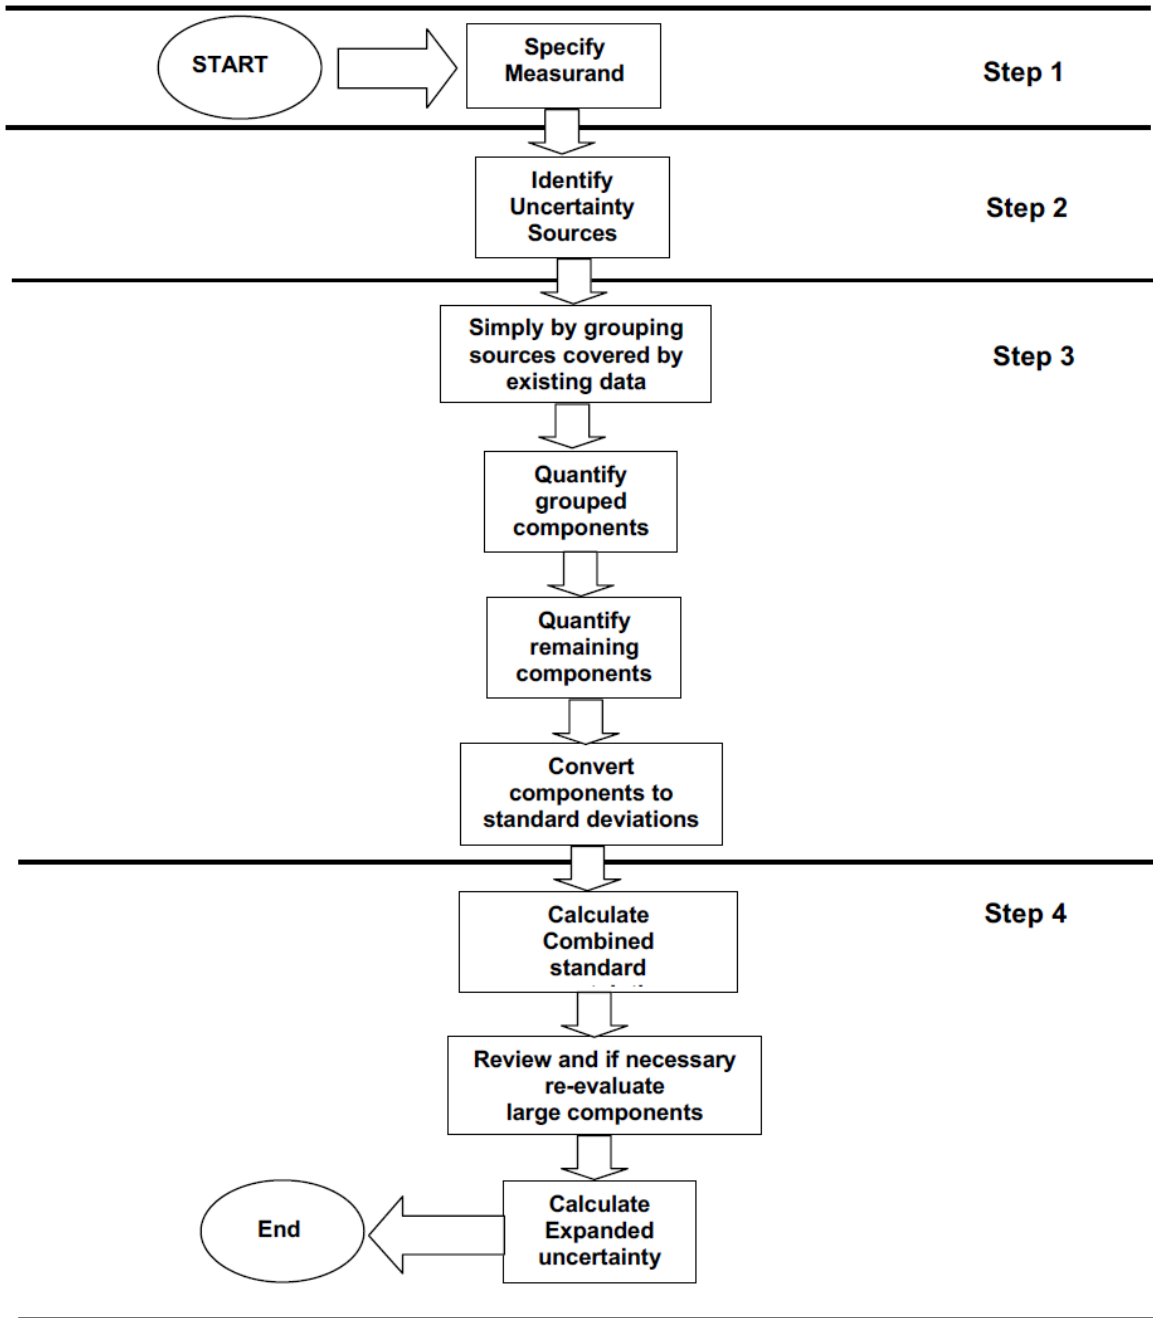 START
Specify
Measurand
Step 1
Identify
Uncertainty
Sources
Step 2
Simply by grouping
sources covered by
existing data
Step 3
Quantify
grouped
components
Quantify
remaining
components
Convert
components to
standard deviations
Calculate
Combined
standard
Step 4
Review and if necessary
re-evaluate
large components
Calculate
Expanded
uncertainty
End